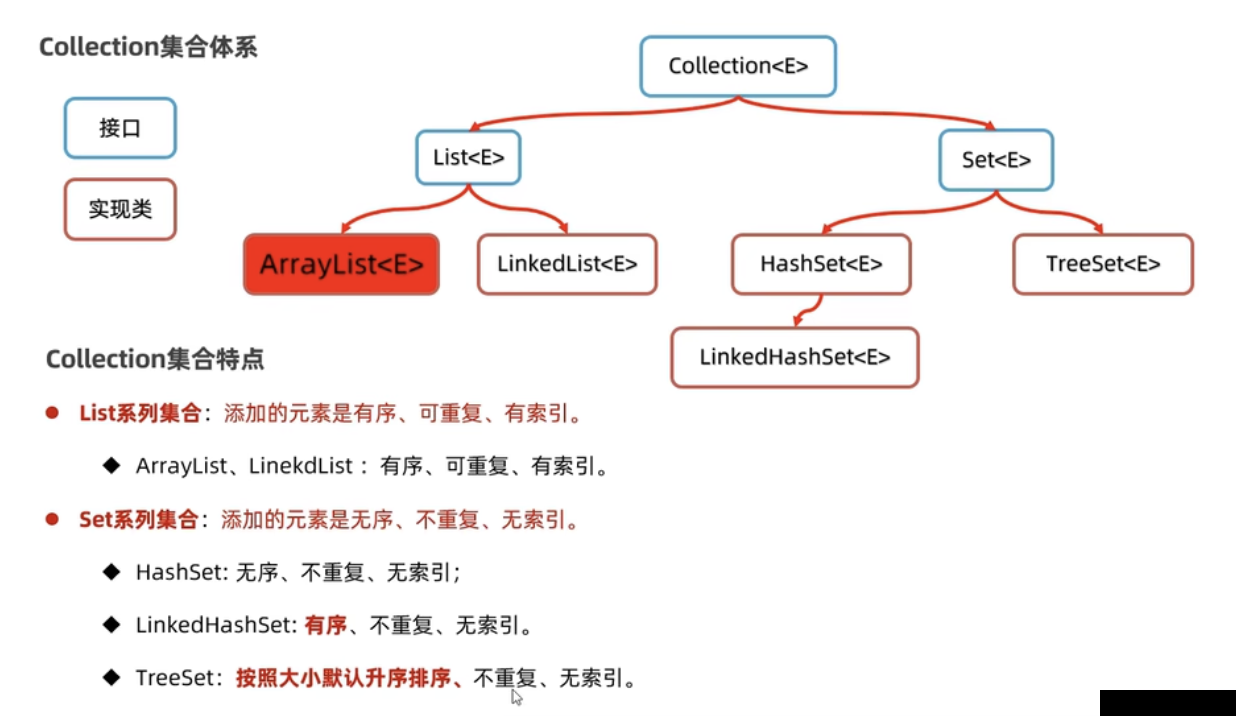 Collection集合体系
Collection<E>
接口
List<E>
Set<E>
实现类
ArrayList<E>
LinkedList<E>
HashSet<E>
TreeSet<E>
LinkedHashSet<E>
Collection集合特点
List系列集合：添加的元素是有序、可重复、有索引。
ArrayList、LinekdList ：有序、可重复、有索引。
Set系列集合：添加的元素是无序、不重复、无索引。
HashSet: 无序、不重复、无索引；
LinkedHashSet: 有序、不重复、无索引。
TreeSet：按照大小默认升序排序、不重复、无索引。